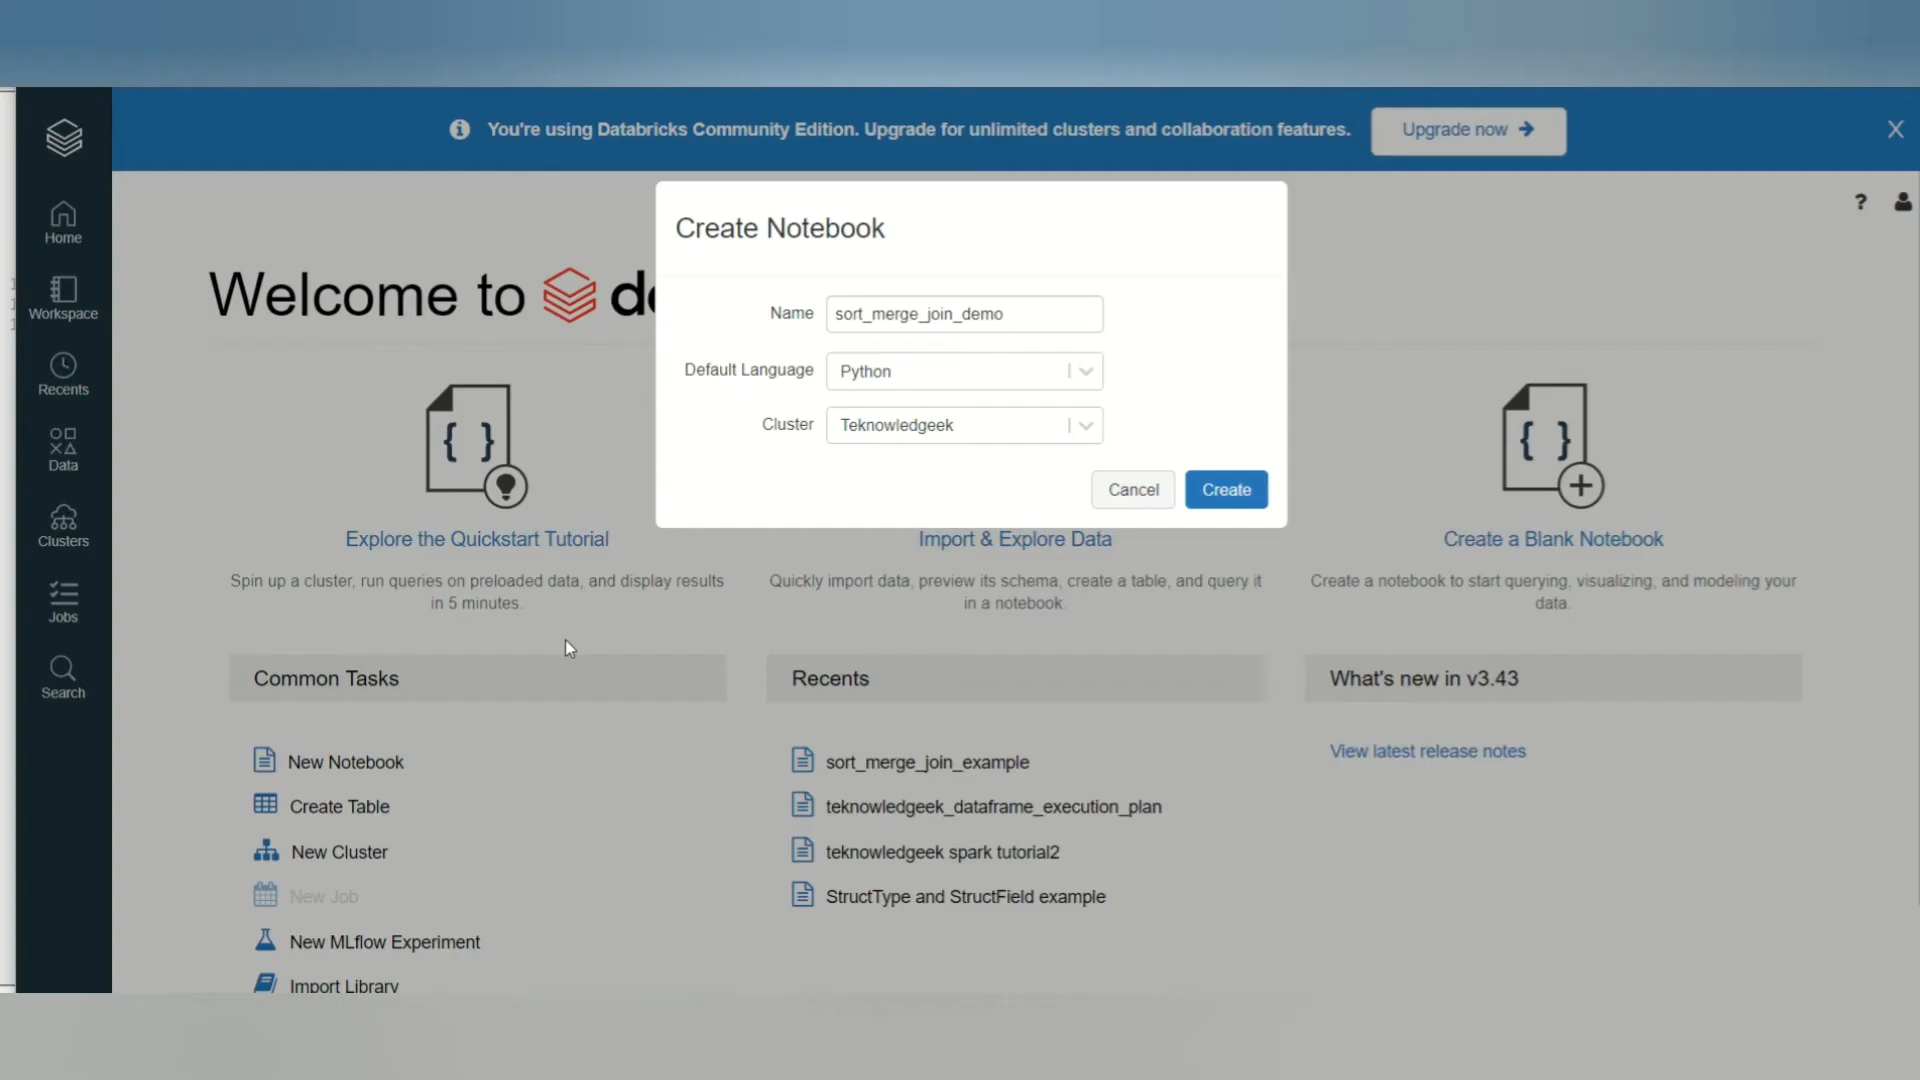 You're using Databricks Community Edition. Upgrade for unlimited clusters and collaboration features.
Upgrade now
X
?
Home
Workspace
Recents
Data
Clusters
Jobs
Search
Welcome to
Create Notebook
Name
sort_merge_join_demo
Default Language
Python
Cluster
Teknowledgeek
Cancel
Create
Explore the Quickstart Tutorial
Spin up a cluster, run queries on preloaded data, and display results
in 5 minutes.
Import & Explore Data
Quickly import data, preview its schema, create a table, and query it
in a notebook.
Create a Blank Notebook
Create a notebook to start querying, visualizing, and modeling your
data.
Common Tasks
New Notebook
Create Table
New Cluster
New Job
New MLflow Experiment
Import Library
Recents
sort_merge_join_example
teknowledgeek_dataframe_execution_plan
teknowledgeek spark tutorial2
StructType and StructField example
What's new in v3.43
View latest release notes